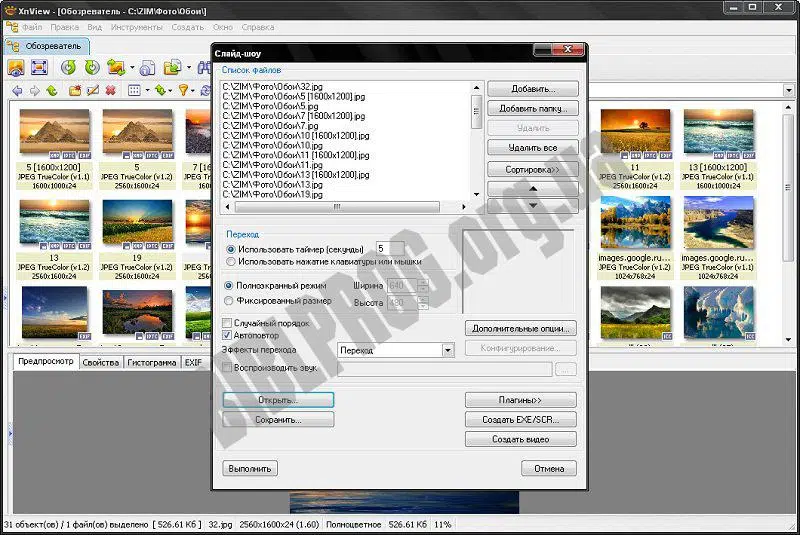 XnView - [Обозреватель - C:\ZIM\Фото\Обои\]
Файл Правка Вид Инструменты Создать Окно Справка
Обозреватель
Слайд-шоу
Список файлов
C:\ZIM\Фото\Обои\32.jpg
C:\ZIM\Фото\Обои\5 [1600x1200].jpg
C:\ZIM\Фото\Обои\5.jpg
C:\ZIM\Фото\Обои\7 [1600x1200].jpg
C:\ZIM\Фото\Обои\7.jpg
C:\ZIM\Фото\Обои\10 [1600x1200].jpg
C:\ZIM\Фото\Обои\10.jpg
C:\ZIM\Фото\Обои\11 [1600x1200].jpg
C:\ZIM\Фото\Обои\11.jpg
C:\ZIM\Фото\Обои\13 [1600x1200].jpg
C:\ZIM\Фото\Обои\13.jpg
C:\ZIM\Фото\Обои\19.jpg
Добавить...
Добавить папку...
Удалить
Удалить все
Сортировка>>
Переход
Использовать таймер (секунды) 5
Использовать нажатие клавиатуры или мышки
Полноэкранный режим Ширина 640
Фиксированный размер Высота 480
Случайный порядок
Автоповтор
Эффекты перехода Переход
Воспроизводить звук ...
Дополнительные опции...
Конфигурирование...
Открыть... Плагины>>
Сохранить... Создать EXE/SCR...
Создать видео
Выполнить Отмена
5 [1600x1200] 5 7 [1
JPEG TrueColor (v1.1) JPEG TrueColor (v1.2) JPEG
1600x1000x24 2560x1600x24 160
13 19
JPEG TrueColor (v1.2) JPEG TrueColor (v1.2) JPEG
2560x1600x24 2560x1600x24
11 13 [1600x1200]
JPEG TrueColor (v1.2) JPEG TrueColor (v1.1)
2560x1600x24 1600x1000x24
images.google.ru... images.google.ru...
JPEG TrueColor (v1.2) JPEG TrueColor (v1.1)
1024x768x24 1024x768x24
Предпросмотр Свойства Гистограмма EXIF
31 объект(ов) / 1 файл(ов) выделено [ 526.61 Кб ] 32.jpg 2560x1600x24 (1.60) Полноцветное 526.61 Кб 11%
BIBLPROG.org.ua